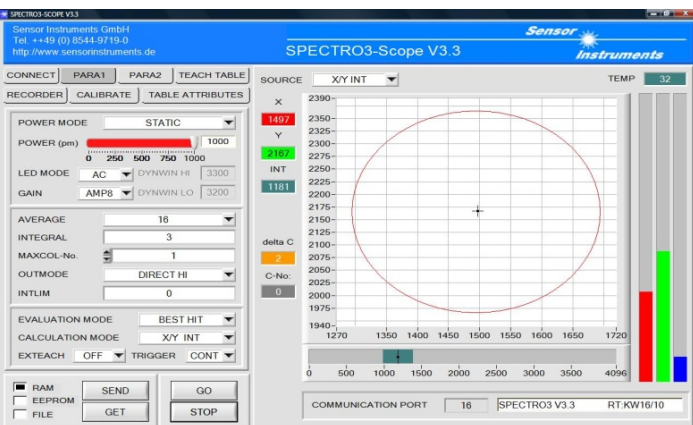 SPECTRO3-SCOPE V3.3
Sensor Instruments GmbH
Tel. ++49 (0) 8544-9719-0
http://www.sensorinstruments.de
SPECTRO3-Scope V3.3
Sensor
Instruments
CONNECT PARA1 PARA2 TEACH TABLE
RECORDER CALIBRATE TABLE ATTRIBUTES
POWER MODE STATIC
POWER (pm) 1000
0 250 500 750 1000
LED MODE AC DYNWIN HI 3300
GAIN AMP8 DYNWIN LO 3200
AVERAGE 16
INTEGRAL 3
MAXCOL-No. 1
OUTMODE DIRECT HI
INTLIM 0
EVALUATION MODE BEST HIT
CALCULATION MODE X/Y INT
EXTEACH OFF TRIGGER CONT
RAM
EEPROM
FILE
SEND GO
GET STOP
SOURCE X/Y INT TEMP 32
X
1497
Y
2167
INT
1181
delta C
2
C-No:
0
2390
2350
2325
2300
2275
2250
2225
2200
2175
2150
2125
2100
2075
2050
2025
2000
1975
1940
1270 1350 1400 1450 1500 1550 1600 1650 1720
0 500 1000 1500 2000 2500 3000 3500 4096
COMMUNICATION PORT 16 SPECTRO3 V3.3 RT:KW16/10